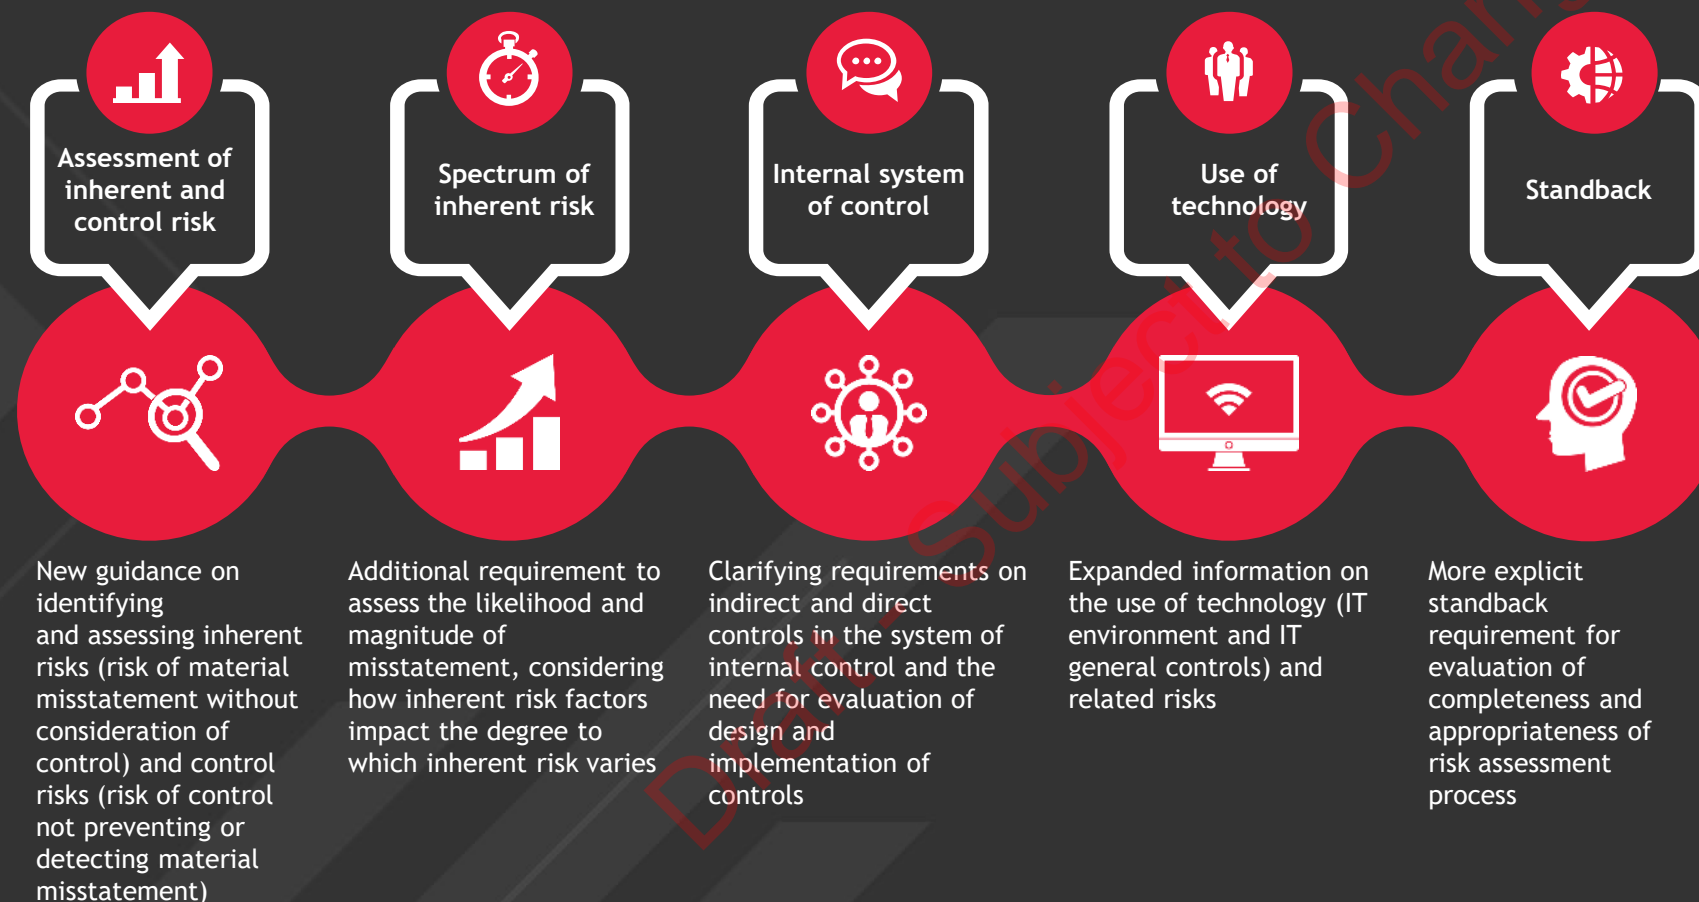 Assessment of
inherent and
control risk
Spectrum of
inherent risk
Internal system
of control
Use of
technology
Standback
New guidance on
identifying
and assessing inherent
risks (risk of material
misstatement without
consideration of
control) and control
risks (risk of control
not preventing or
detecting material
misstatement)
Additional requirement to
assess the likelihood and
magnitude of
misstatement, considering
how inherent risk factors
impact the degree to
which inherent risk varies
Clarifying requirements on
indirect and direct
controls in the system of
internal control and the
need for evaluation of
design and
implementation of
controls
Expanded information on
the use of technology (IT
environment and IT
general controls) and
related risks
More explicit
standback
requirement for
evaluation of
completeness and
appropriateness of
risk assessment
process
Draft - Subject to Chang